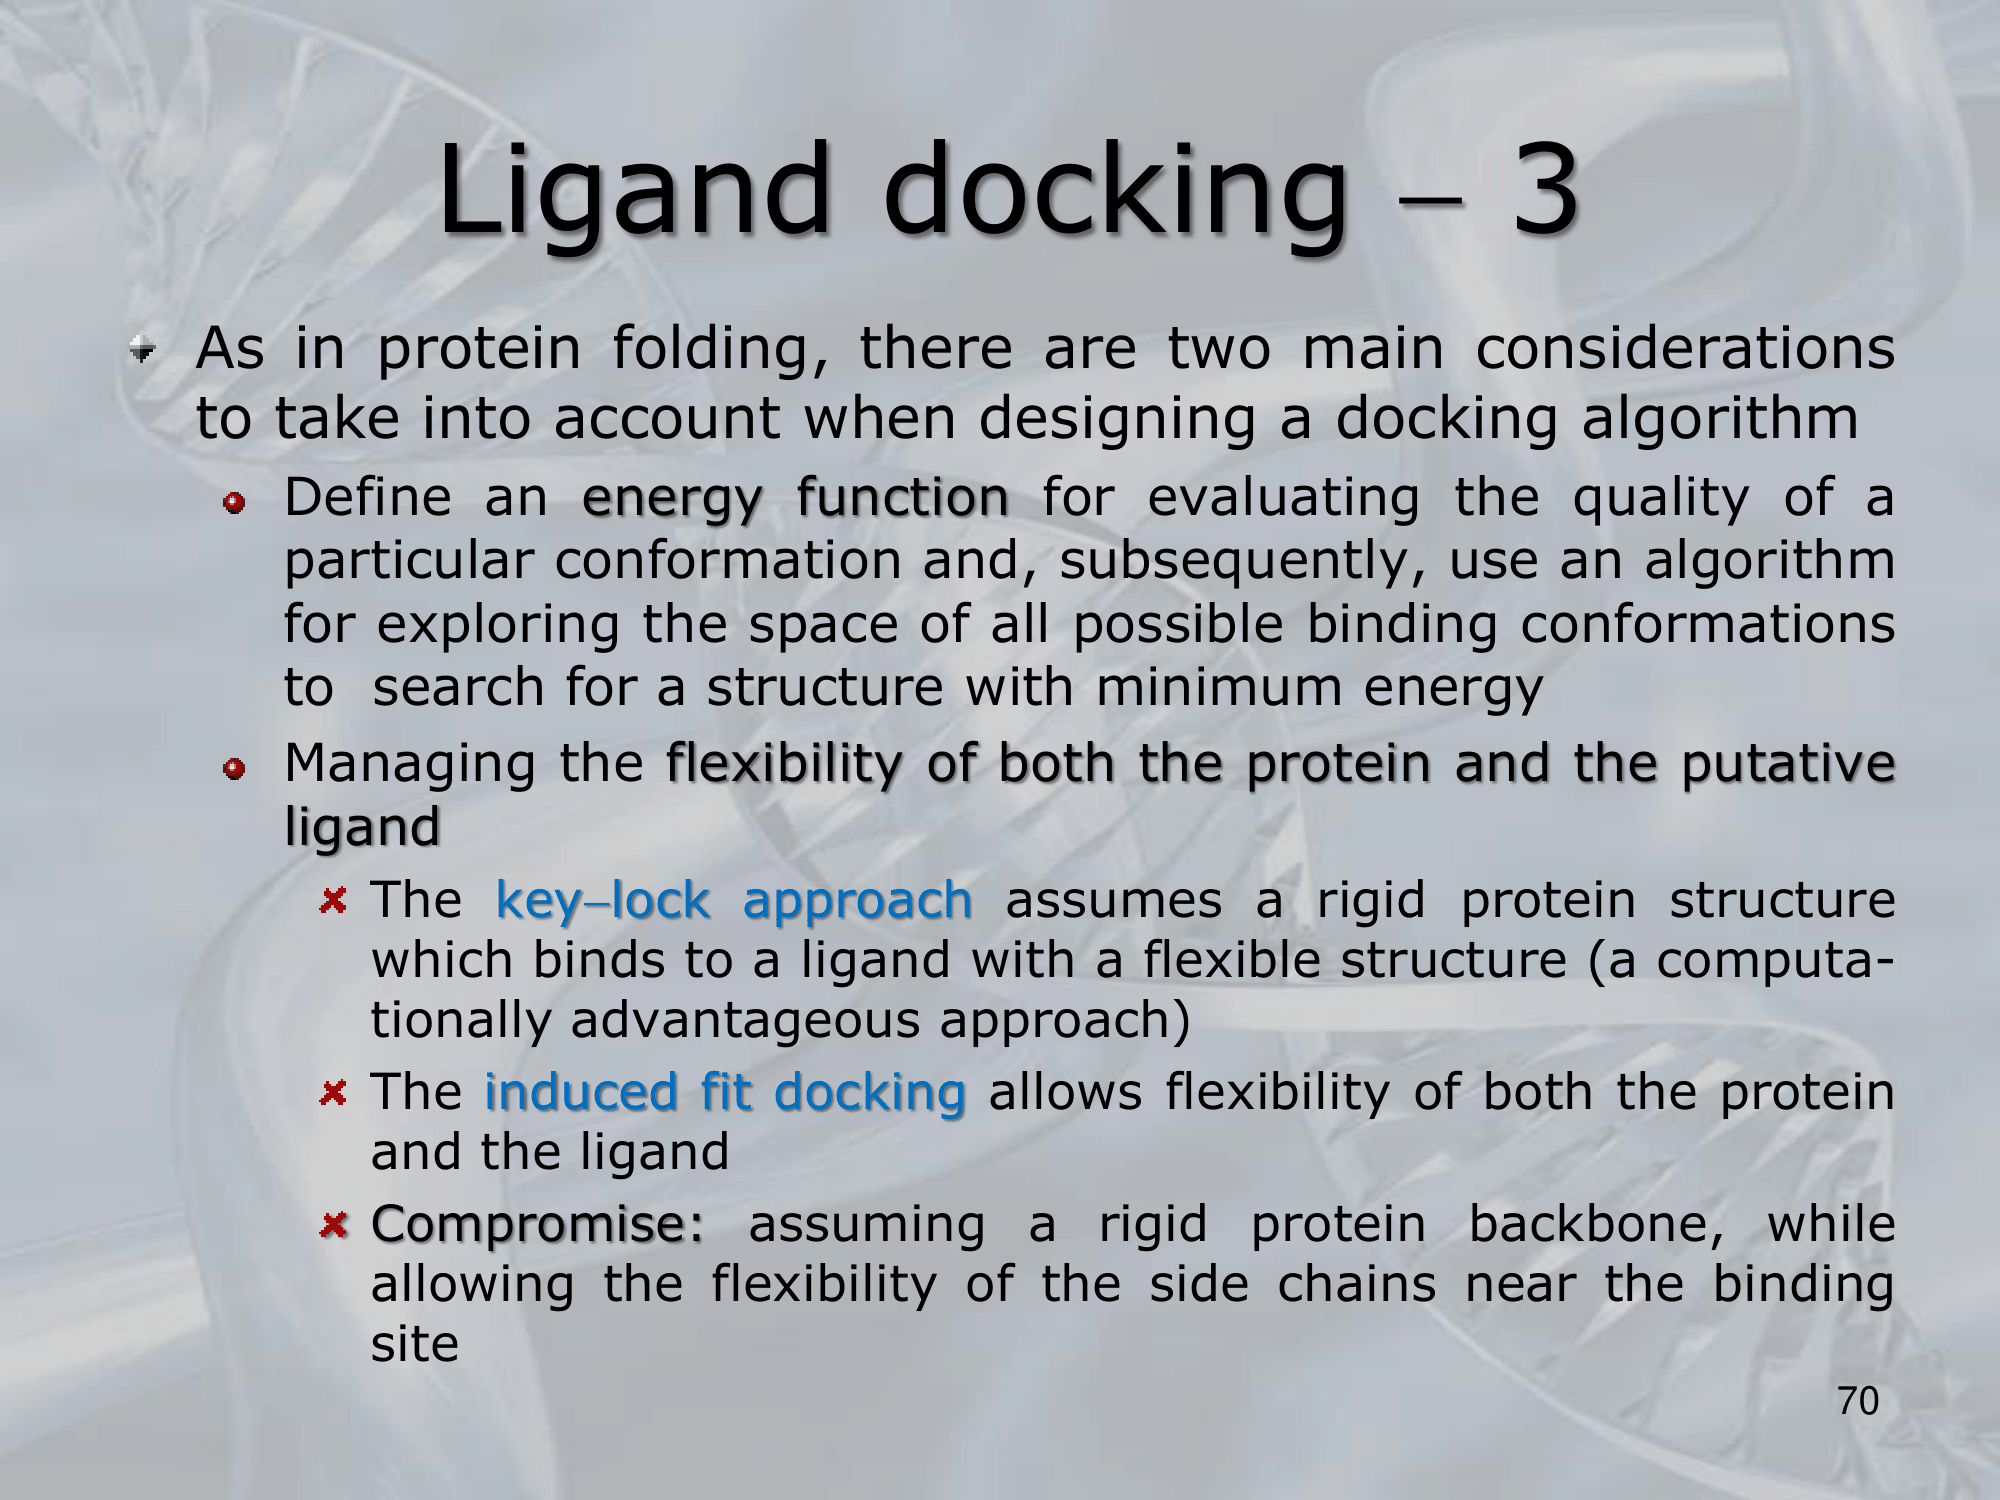 Ligand docking – 3
As in protein folding, there are two main considerations
to take into account when designing a docking algorithm
Define an energy function for evaluating the quality of a
particular conformation and, subsequently, use an algorithm
for exploring the space of all possible binding conformations
to search for a structure with minimum energy
Managing the flexibility of both the protein and the putative
ligand
The key–lock approach assumes a rigid protein structure
which binds to a ligand with a flexible structure (a computa-
tionally advantageous approach)
The induced fit docking allows flexibility of both the protein
and the ligand
Compromise: assuming a rigid protein backbone, while
allowing the flexibility of the side chains near the binding
site
70